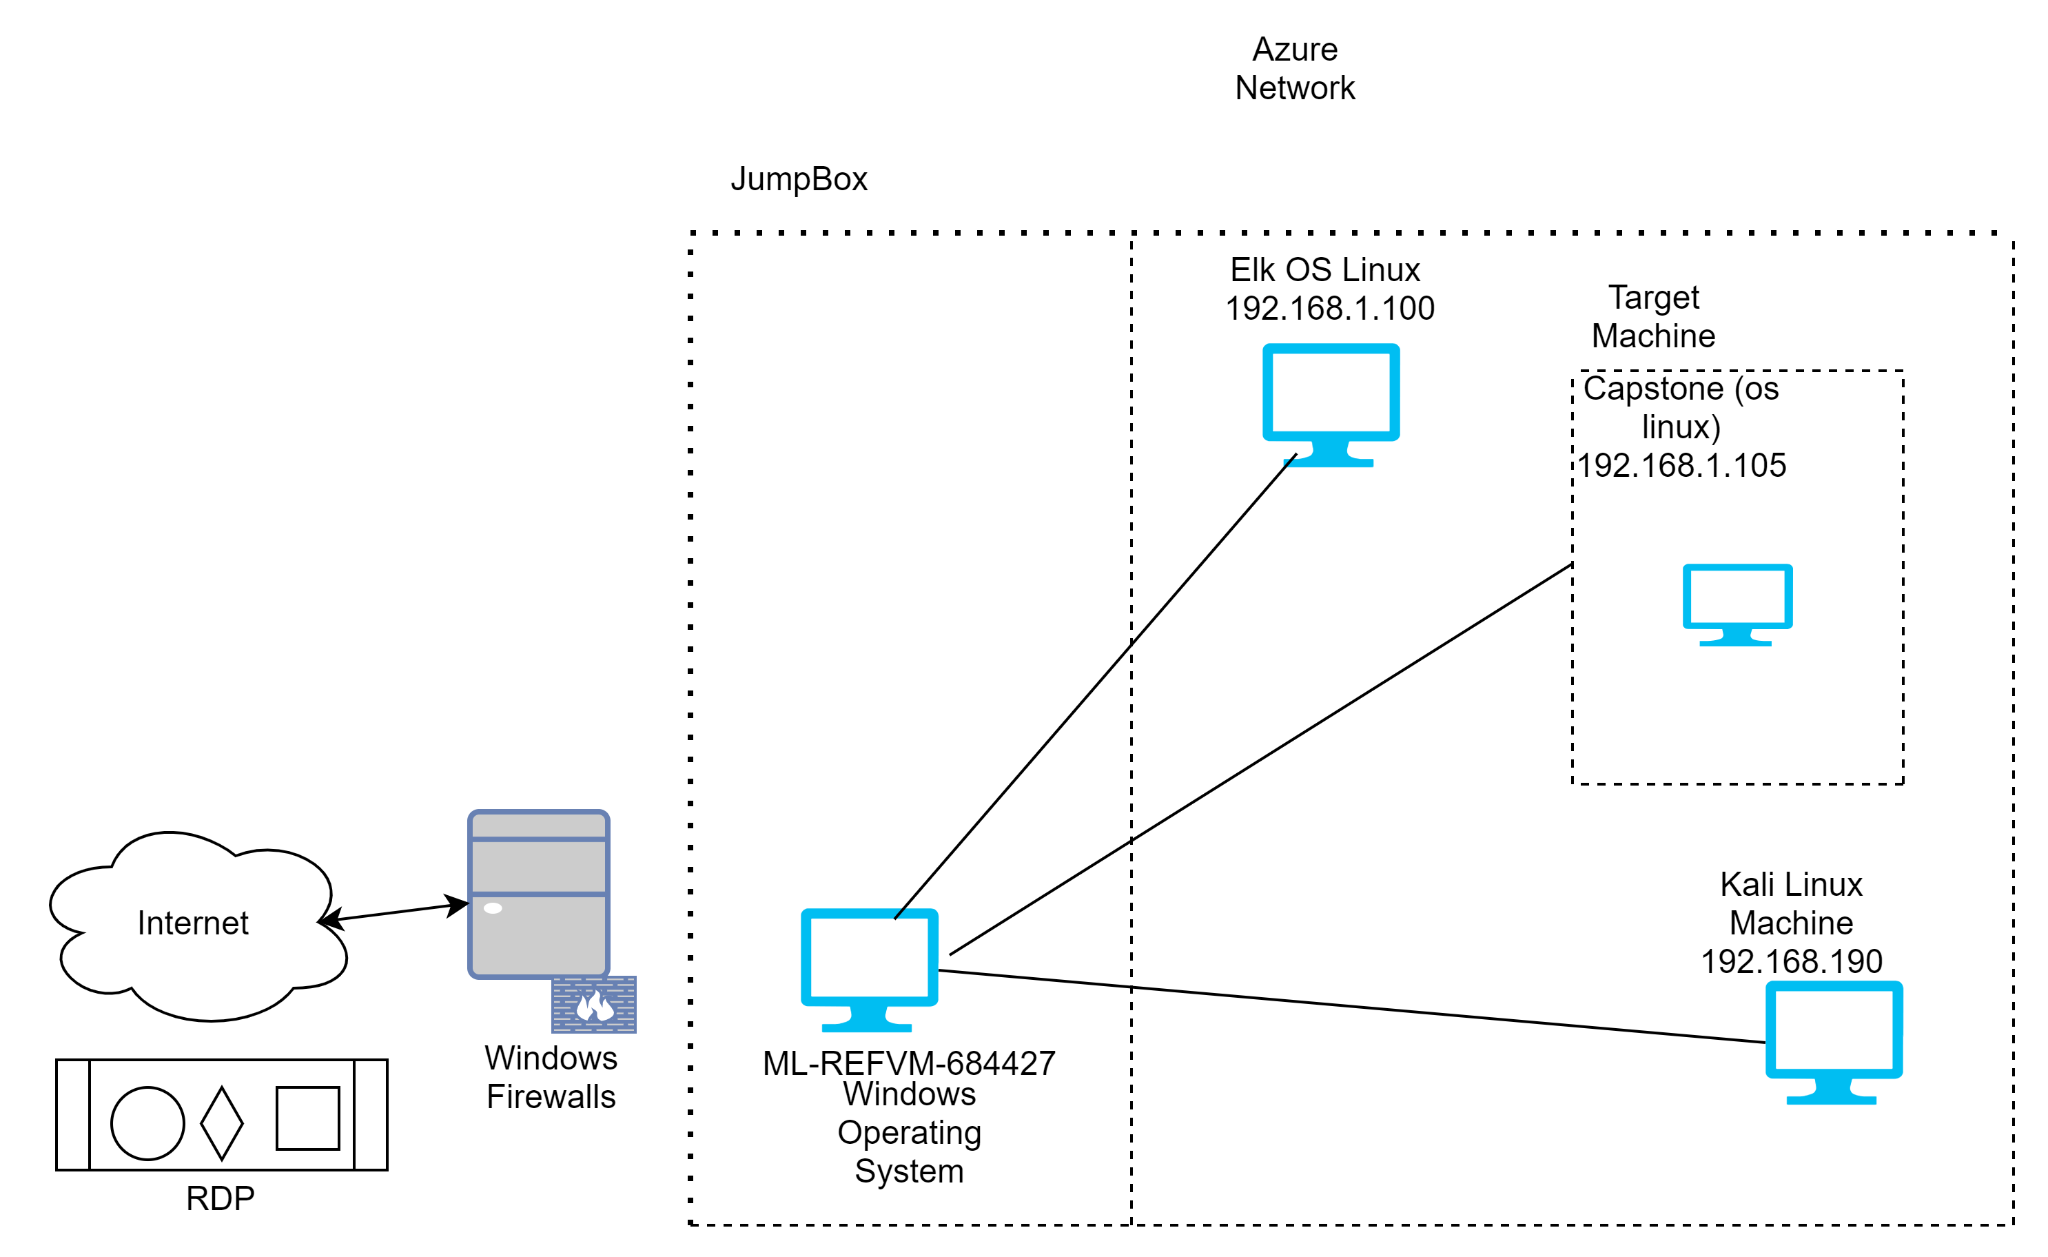 Azure
Network
JumpBox
Elk OS Linux
192.168.1.100
Target
Machine
Capstone (os
linux)
192.168.1.105
Internet
Windows
Firewalls
RDP
ML-REFVM-684427
Windows
Operating
System
Kali Linux
Machine
192.168.190